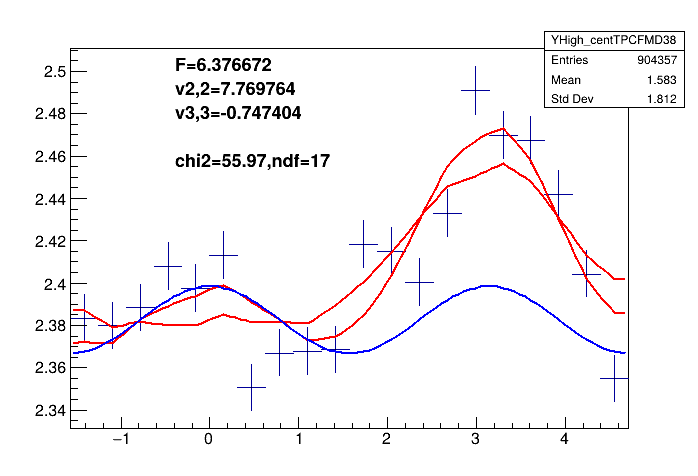 YHigh_centTPCFMD38
Entries 904357
Mean 1.583
Std Dev 1.812
F=6.376672
v2,2=7.769764
v3,3=-0.747404
chi2=55.97,ndf=17
2.5
2.48
2.46
2.44
2.42
2.4
2.38
2.36
2.34
−1 0 1 2 3 4